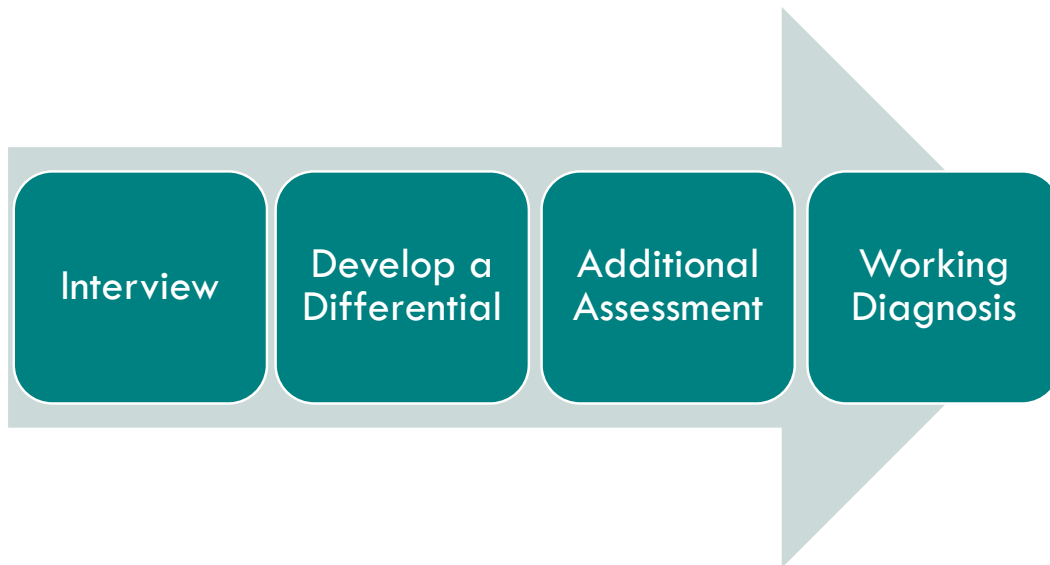 Interview
Develop a
Differential
Additional
Assessment
Working
Diagnosis